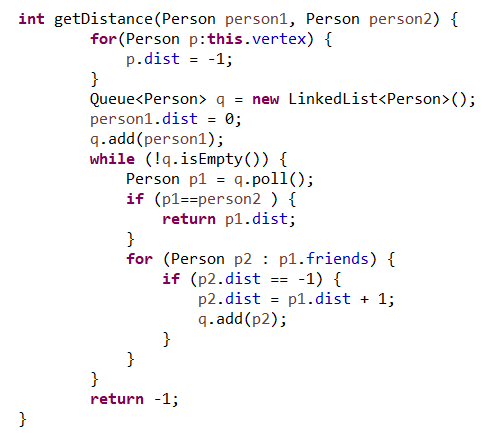 int getDistance(Person person1, Person person2) {
        for(Person p:this.vertex) {
            p.dist = -1;
        }
        Queue<Person> q = new LinkedList<Person>();
        person1.dist = 0;
        q.add(person1);
        while (!q.isEmpty()) {
            Person p1 = q.poll();
            if (p1==person2 ) {
                return p1.dist;
            }
            for (Person p2 : p1.friends) {
                if (p2.dist == -1) {
                    p2.dist = p1.dist + 1;
                    q.add(p2);
                }
            }
        }
        return -1;
}